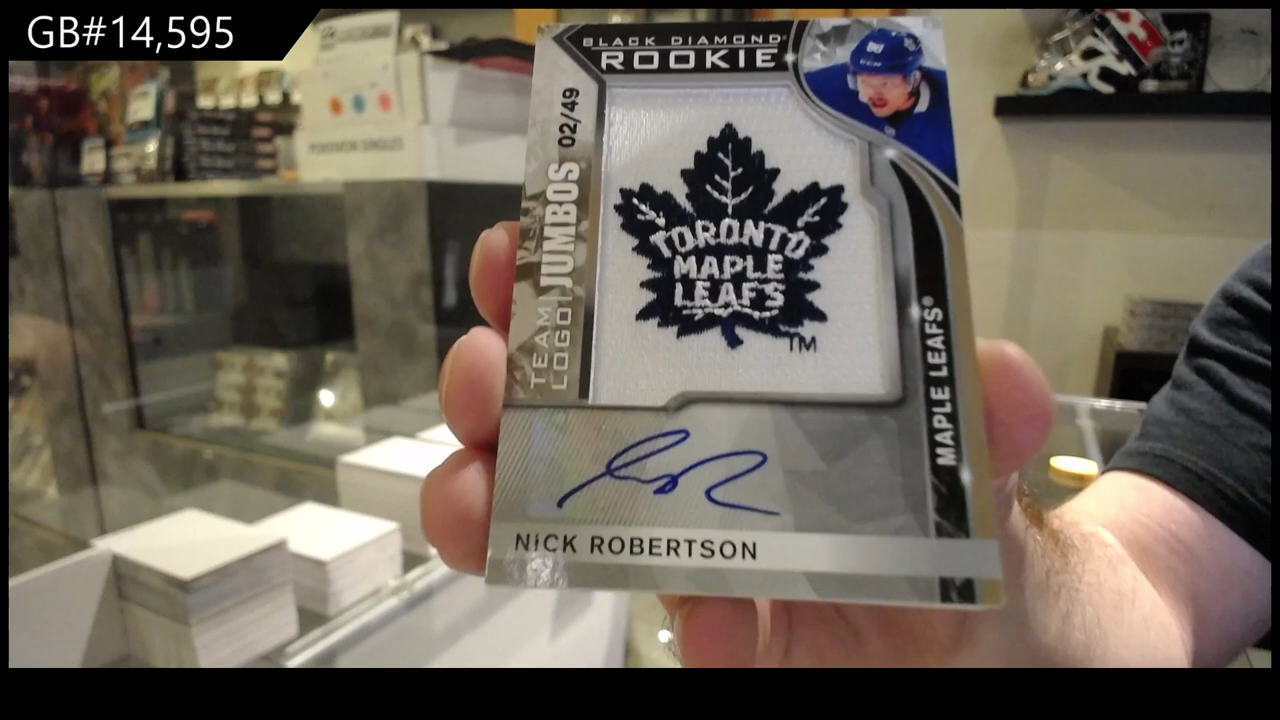 GB#14,595
BLACK DIAMOND®
ROOKIE
TEAM LOGO JUMBOS 02/49
TORONTO
MAPLE
LEAFS
TM
MAPLE LEAFS®
NICK ROBERTSON
POKEMON SINGLES
CCM